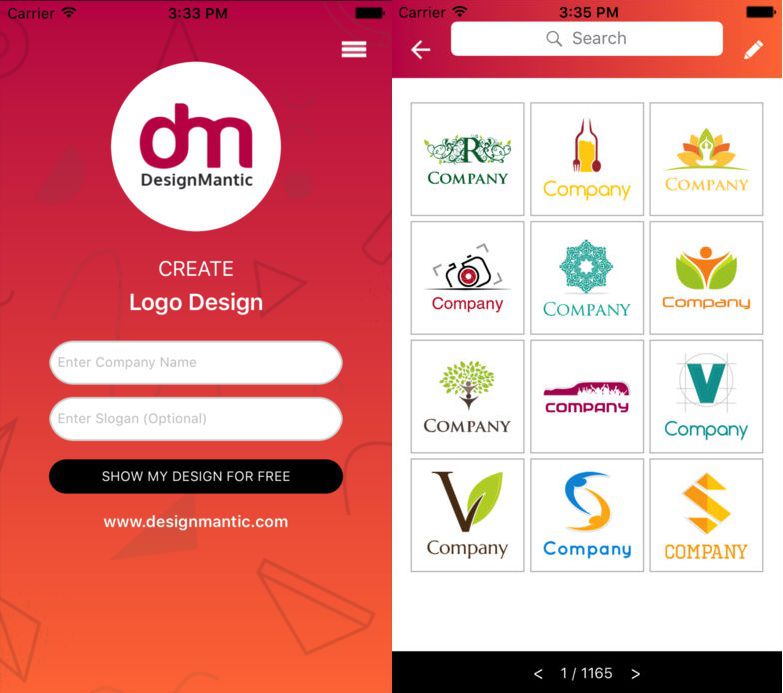 Carrier 3:33 PM
dm
DesignMantic
CREATE
Logo Design
Enter Company Name
Enter Slogan (Optional)
SHOW MY DESIGN FOR FREE
www.designmantic.com
Carrier 3:35 PM
Search
R
COMPANY
Company
COMPANY
Company
COMPANY
Company
COMPANY
COMPANY
V
Company
V
Company
S
Company
S
COMPANY
< 1 / 1165 >